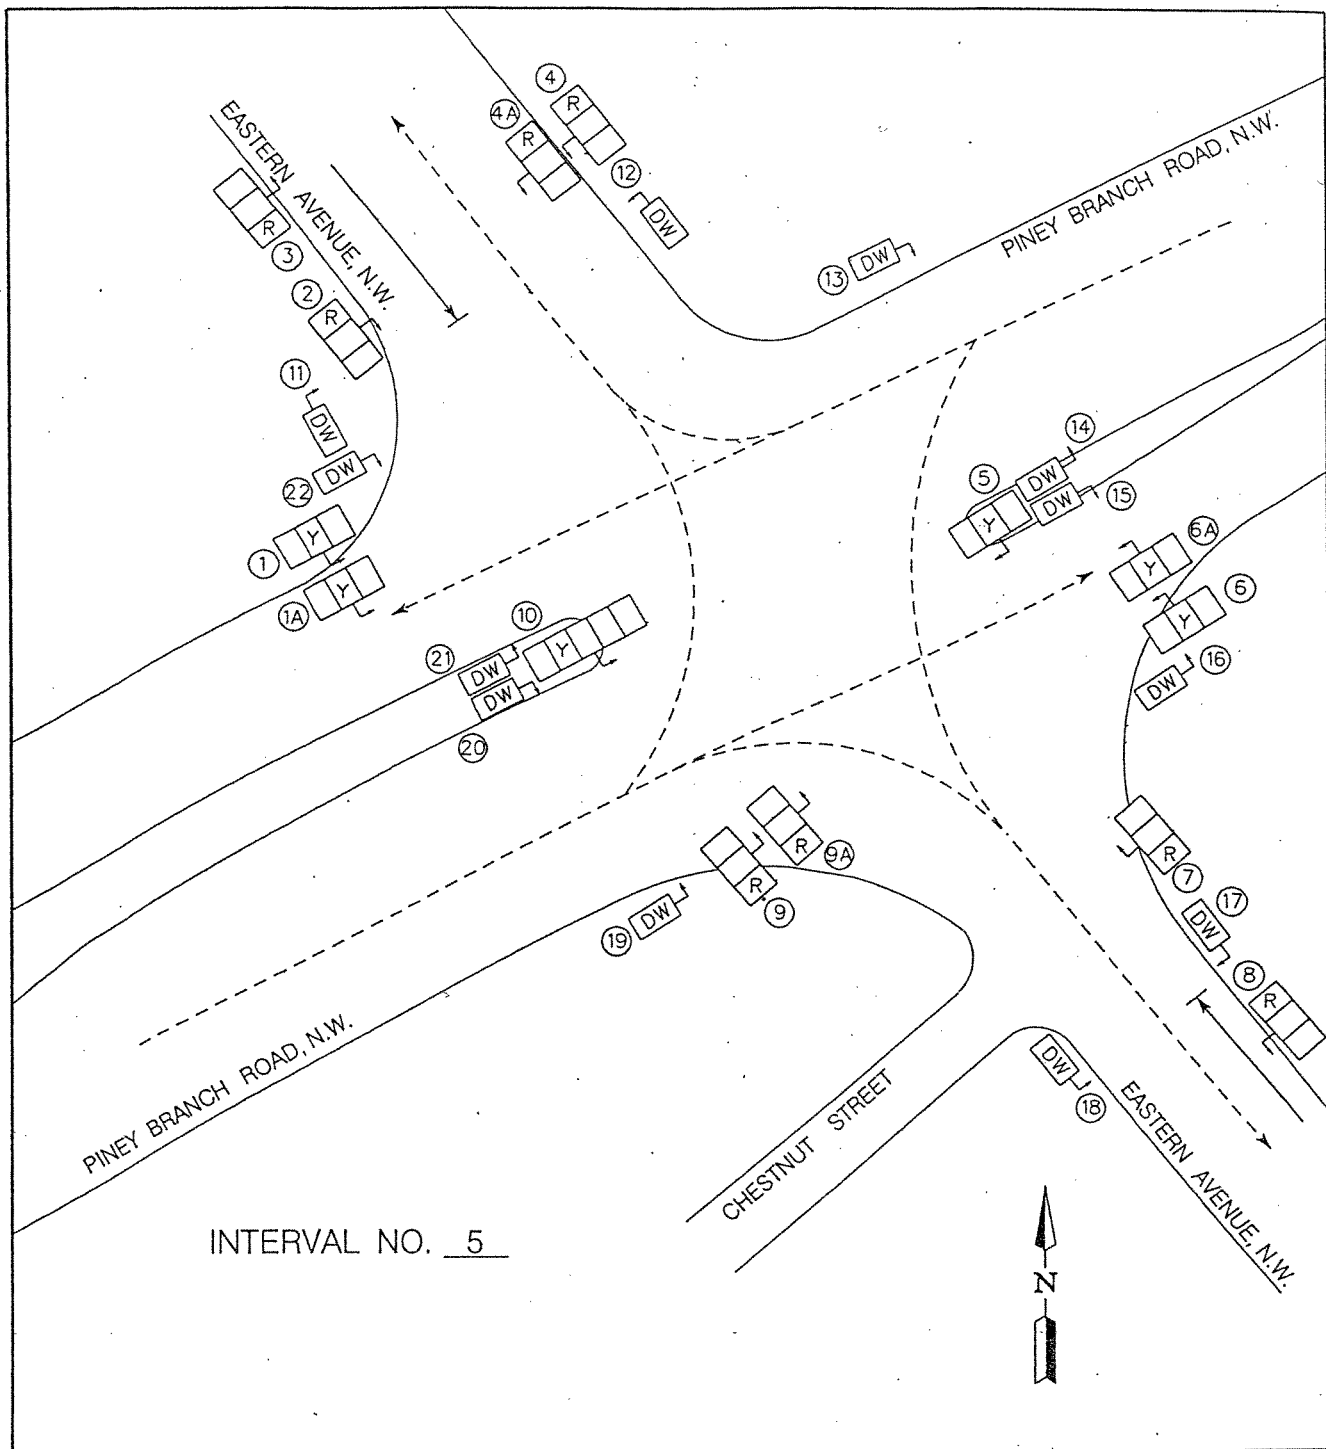 4
R
4A
R
EASTERN AVENUE, N.W.
12
DW
PINEY BRANCH ROAD, N.W.
R
3
13
DW
2
R
11
DW
22
DW
14
DW
5
Y
DW
15
1
Y
6A
Y
1A
Y
6
Y
10
Y
21
DW
DW
20
16
DW
R
9A
R
9
R
7
17
DW
19
DW
8
R
PINEY BRANCH ROAD, N.W.
CHESTNUT STREET
DW
18
EASTERN AVENUE, N.W.
INTERVAL NO. 5
N